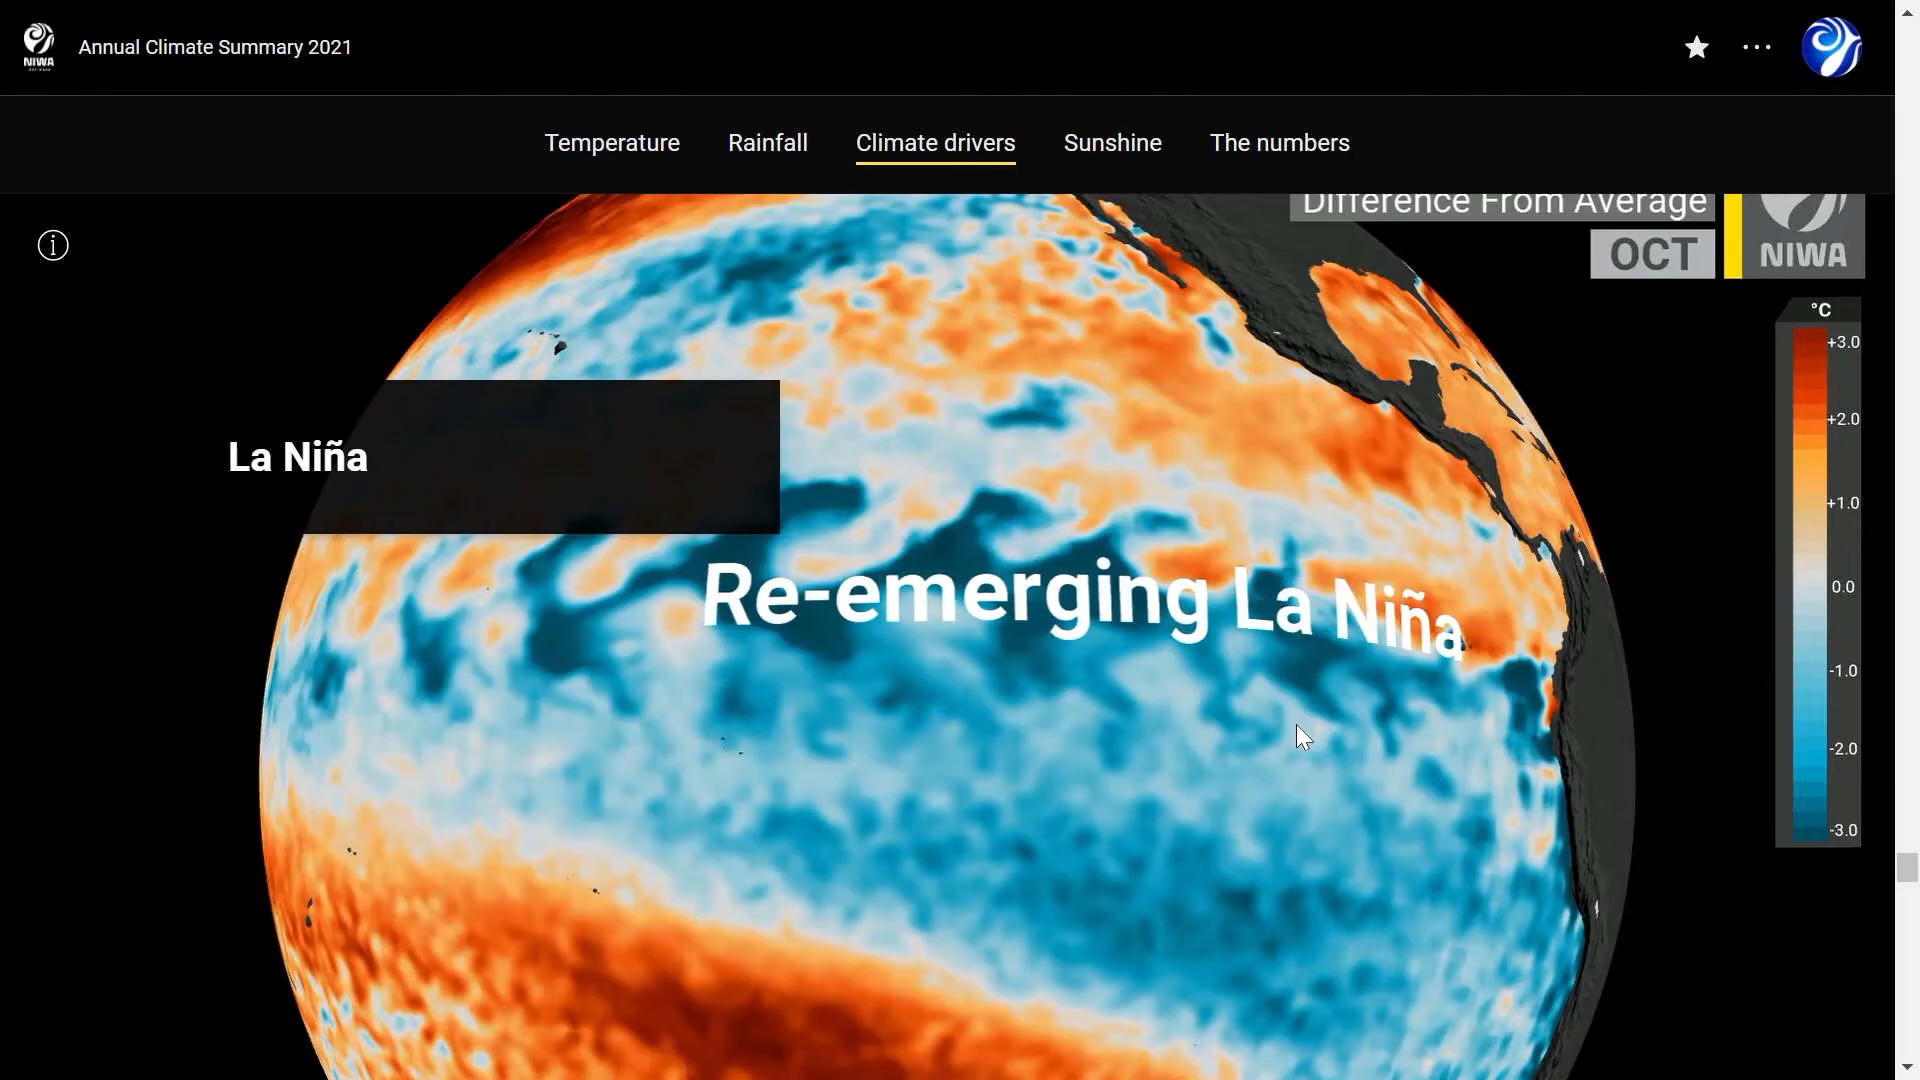 NIWA
Annual Climate Summary 2021
Temperature
Rainfall
Climate drivers
Sunshine
The numbers
Difference From Average
OCT
NIWA
°C
+3.0
+2.0
+1.0
0.0
-1.0
-2.0
-3.0
La Niña
Re-emerging La Niña